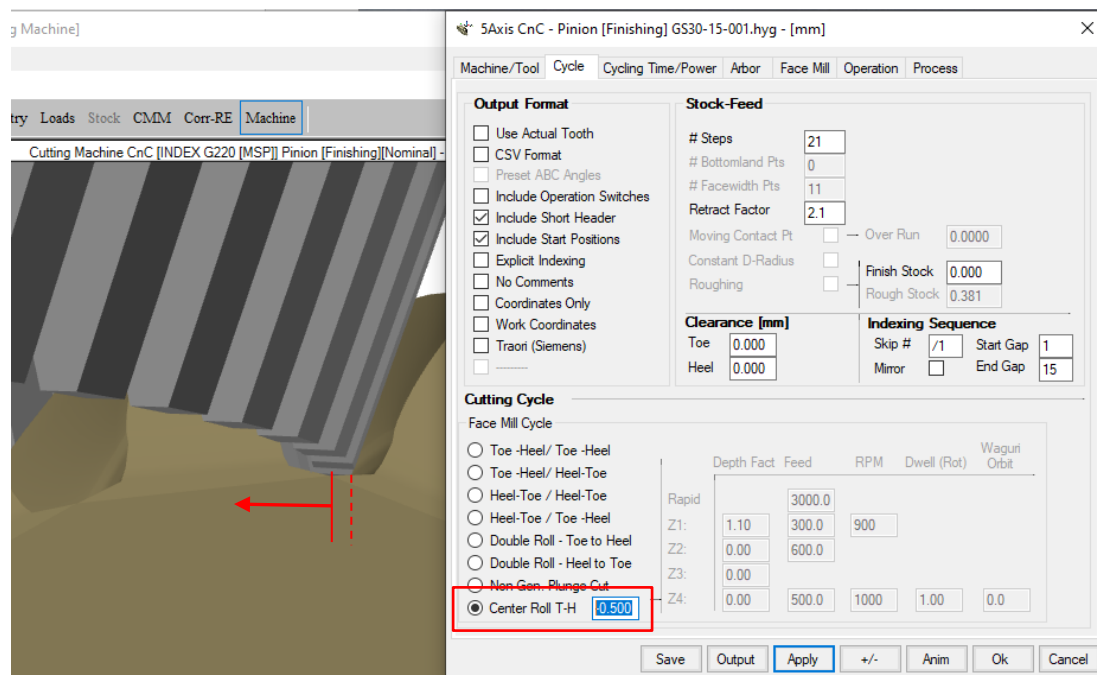 g Machine]
try Loads Stock CMM Corr-RE Machine
Cutting Machine CnC [INDEX G220 [MSP]] Pinion [Finishing][Nominal] -
5Axis CnC - Pinion [Finishing] GS30-15-001.hyg - [mm]
Machine/Tool Cycle Cycling Time/Power Arbor Face Mill Operation Process
Output Format
Use Actual Tooth
CSV Format
Preset ABC Angles
Include Operation Switches
Include Short Header
Include Start Positions
Explicit Indexing
No Comments
Coordinates Only
Work Coordinates
Traori (Siemens)
Stock-Feed
# Steps 21
# Bottomland Pts 0
# Facewidth Pts 11
Retract Factor 2.1
Moving Contact Pt Over Run 0.0000
Constant D-Radius
Roughing
Finish Stock 0.000
Rough Stock 0.381
Clearance [mm]
Toe 0.000
Heel 0.000
Indexing Sequence
Skip # /1 Start Gap 1
Mirror End Gap 15
Cutting Cycle
Face Mill Cycle
Toe -Heel/ Toe -Heel
Toe -Heel/ Heel-Toe
Heel-Toe / Heel-Toe
Heel-Toe / Toe -Heel
Double Roll - Toe to Heel
Double Roll - Heel to Toe
Non Gen. Plunge Cut
Center Roll T-H -0.500
Depth Fact Feed RPM Dwell (Rot) Waguri Orbit
Rapid 3000.0
Z1: 1.10 300.0 900
Z2: 0.00 600.0
Z3: 0.00
Z4: 0.00 500.0 1000 1.00 0.0
Save Output Apply +/- Anim Ok Cancel